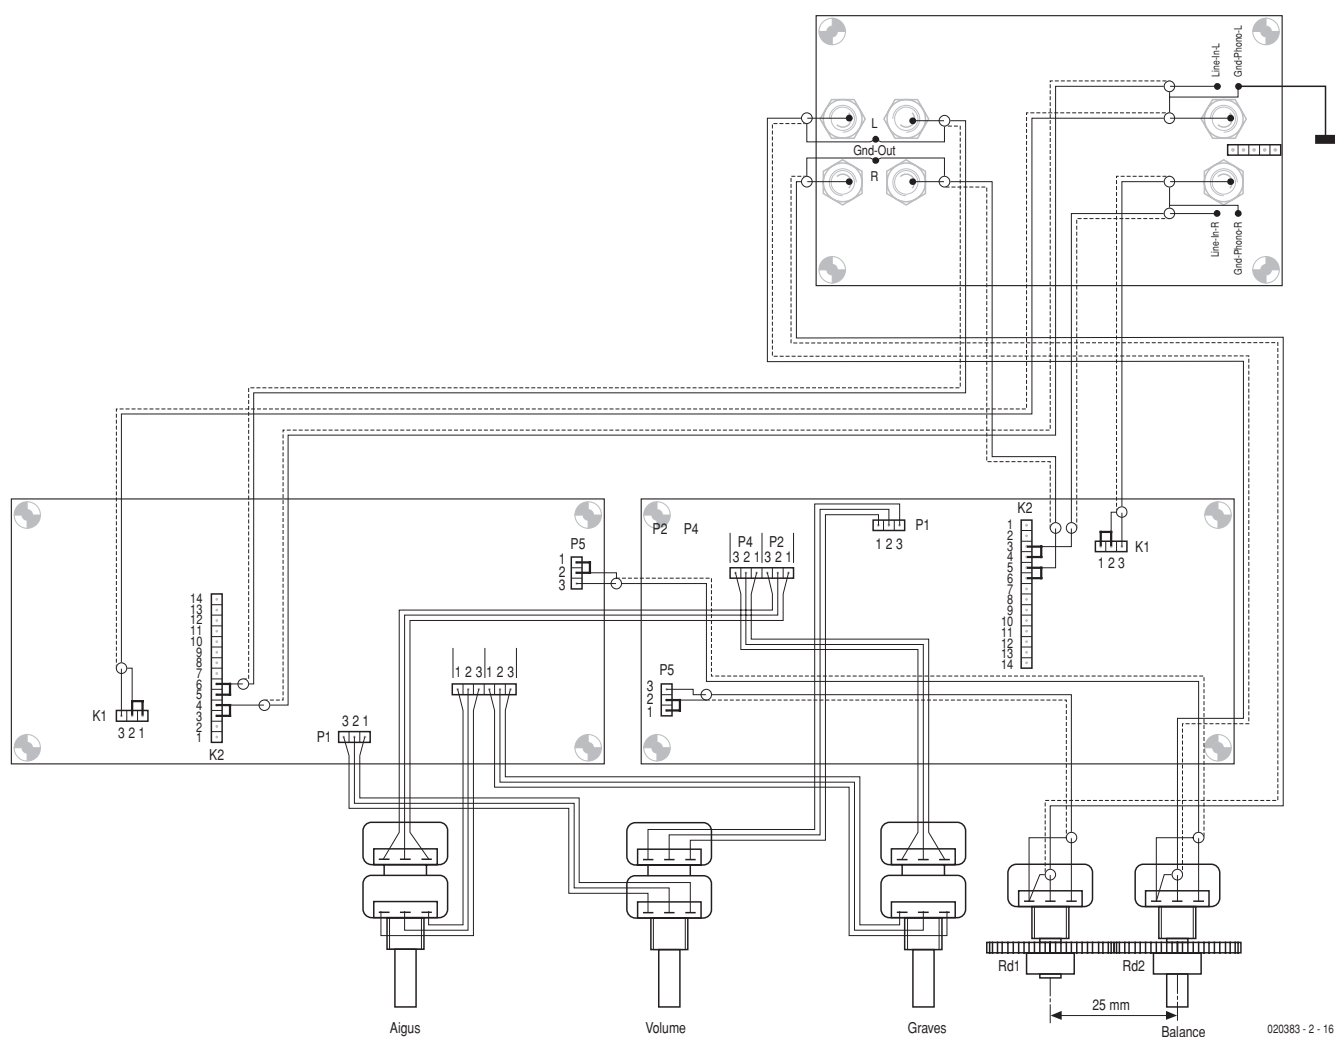 Line-In-L
Gnd-Phono-L
L
Gnd-Out
R
Line-In-R
Gnd-Phono-R
K2
P2 P4
P1
1 2 3
P4 P2
3 2 1 3 2 1
1
2
3
4
5
6
7
8
9
10
11
12
13
14
K1
1 2 3
P5
1
2
3
14
13
12
11
10
9
8
7
6
5
4
3
2
1
K2
1 2 3 1 2 3
P5
3
2
1
K1
3 2 1
P1
3 2 1
Rd1
Rd2
25 mm
Aigus
Volume
Graves
Balance
020383 - 2 - 16